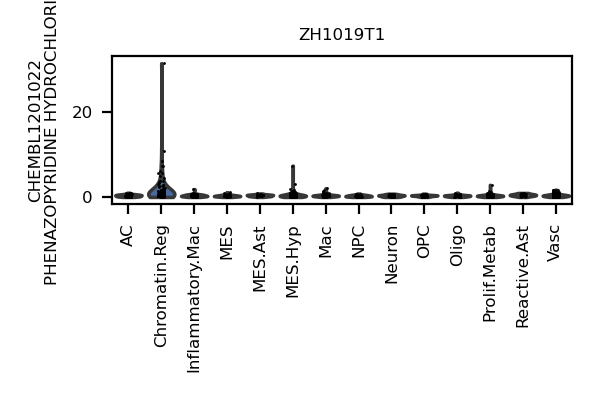 ZH1019T1
CHEMBL1201022
PHENAZOPYRIDINE HYDROCHLORI
20
0
AC
Chromatin.Reg
Inflammatory.Mac
MES
MES.Ast
MES.Hyp
Mac
NPC
Neuron
OPC
Oligo
Prolif.Metab
Reactive.Ast
Vasc